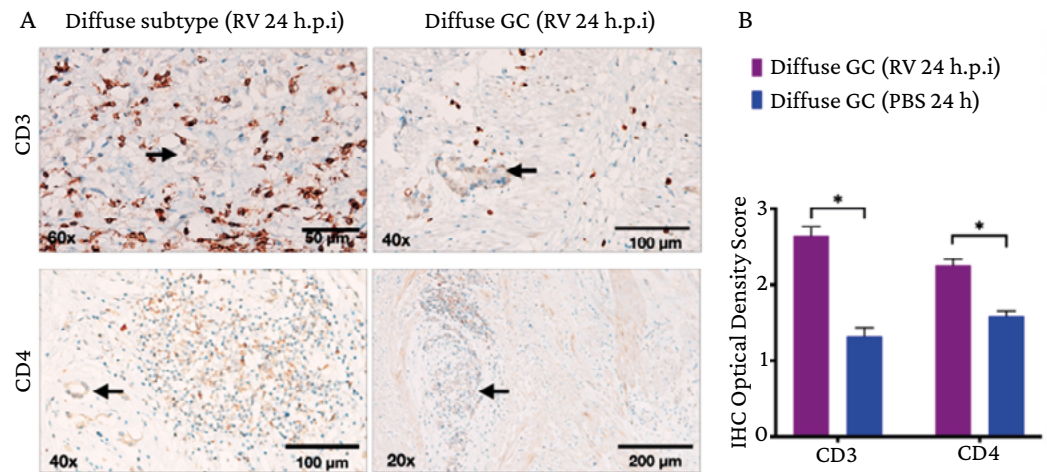 A
Diffuse subtype (RV 24 h.p.i)
Diffuse GC (RV 24 h.p.i)
CD3
60x
50 µm
40x
100 µm
CD4
40x
100 µm
20x
200 µm
B
Diffuse GC (RV 24 h.p.i)
Diffuse GC (PBS 24 h)
IHC Optical Density Score
3
2
1
0
*
*
CD3
CD4